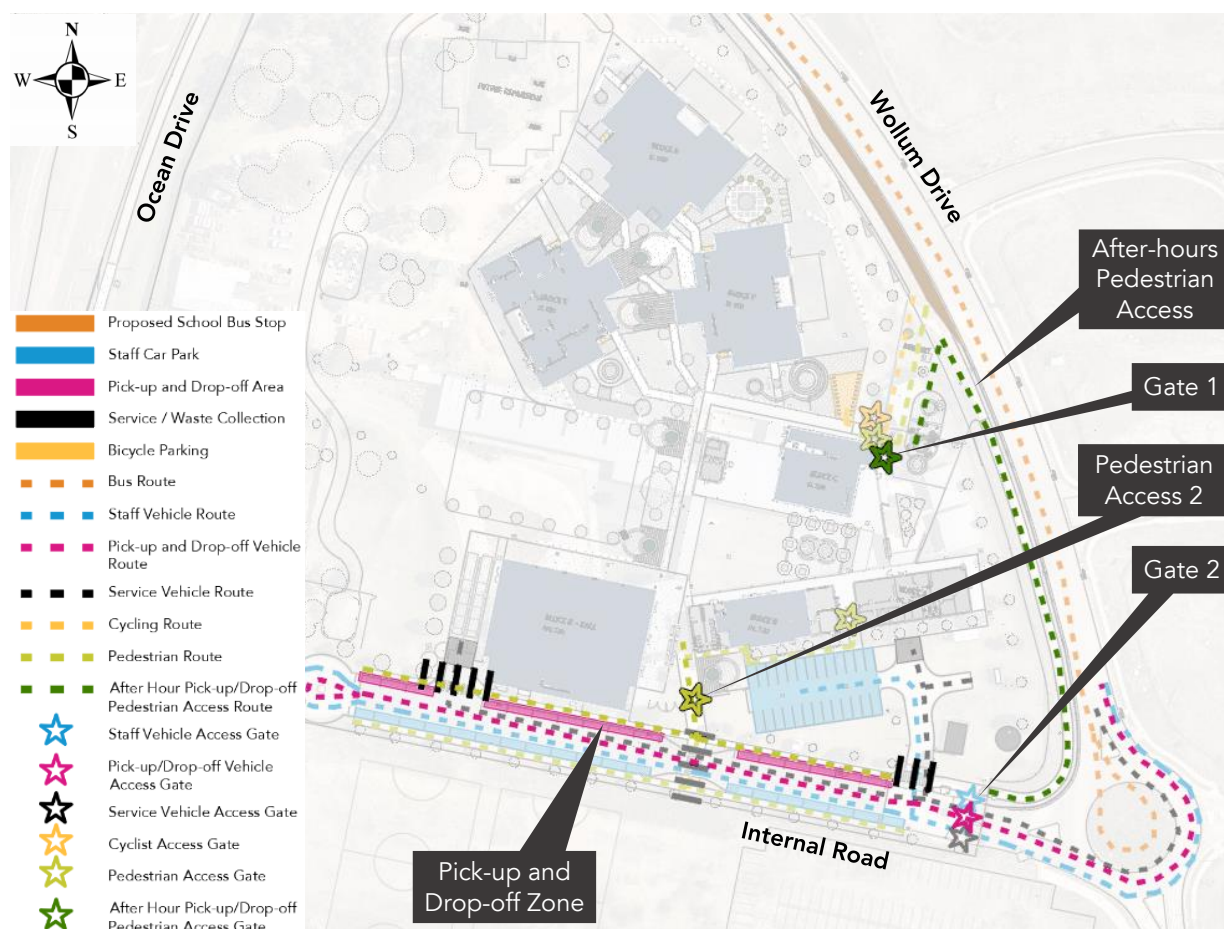 N
W
E
S
Ocean Drive
Wollum Drive
After-hours
Pedestrian
Access
Gate 1
Pedestrian
Access 2
Gate 2
Internal Road
Pick-up and
Drop-off Zone
Proposed School Bus Stop
Staff Car Park
Pick-up and Drop-off Area
Service / Waste Collection
Bicycle Parking
Bus Route
Staff Vehicle Route
Pick-up and Drop-off Vehicle
Route
Service Vehicle Route
Cycling Route
Pedestrian Route
After Hour Pick-up/Drop-off
Pedestrian Access Route
Staff Vehicle Access Gate
Pick-up/Drop-off Vehicle
Access Gate
Service Vehicle Access Gate
Cyclist Access Gate
Pedestrian Access Gate
After Hour Pick-up/Drop-off
Pedestrian Access Gate